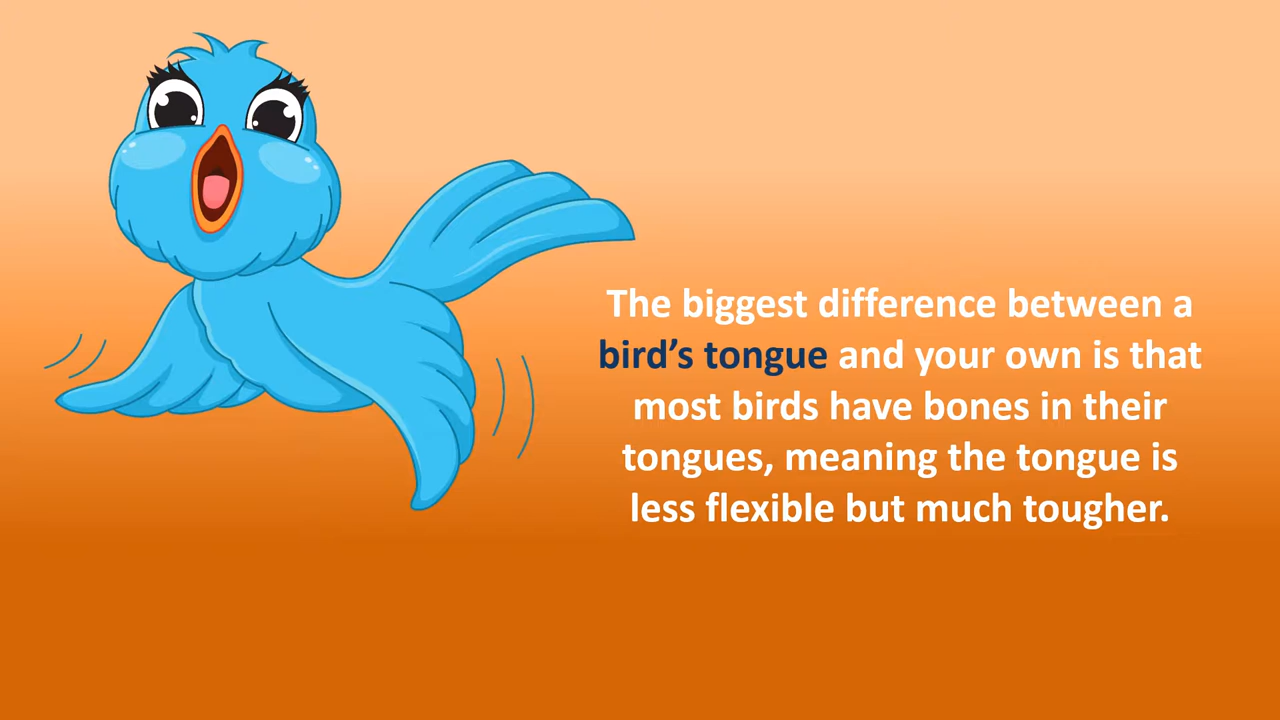 The biggest difference between a
bird’s tongue and your own is that
most birds have bones in their
tongues, meaning the tongue is
less flexible but much tougher.